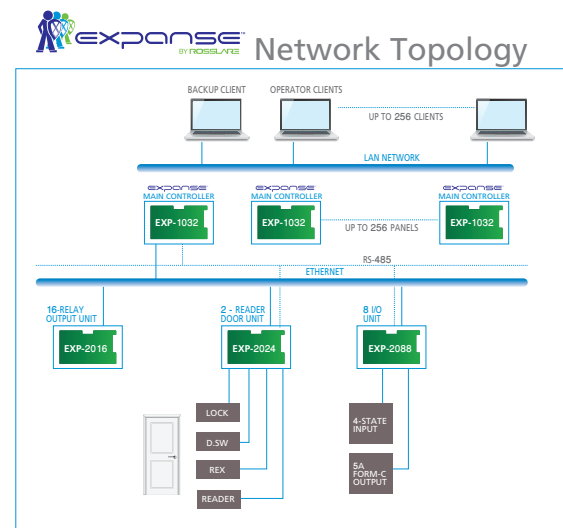 expanse™
BY ROSSLARE
Network Topology
BACKUP CLIENT
OPERATOR CLIENTS
UP TO 256 CLIENTS
LAN NETWORK
expanse
MAIN CONTROLLER
expanse
MAIN CONTROLLER
expanse
MAIN CONTROLLER
EXP-1032
EXP-1032
UP TO 256 PANELS
EXP-1032
RS-485
ETHERNET
16-RELAY
OUTPUT UNIT
2 - READER
DOOR UNIT
8 I/O
UNIT
EXP-2016
EXP-2024
EXP-2088
LOCK
D.SW
REX
READER
4-STATE
INPUT
5A
FORM-C
OUTPUT